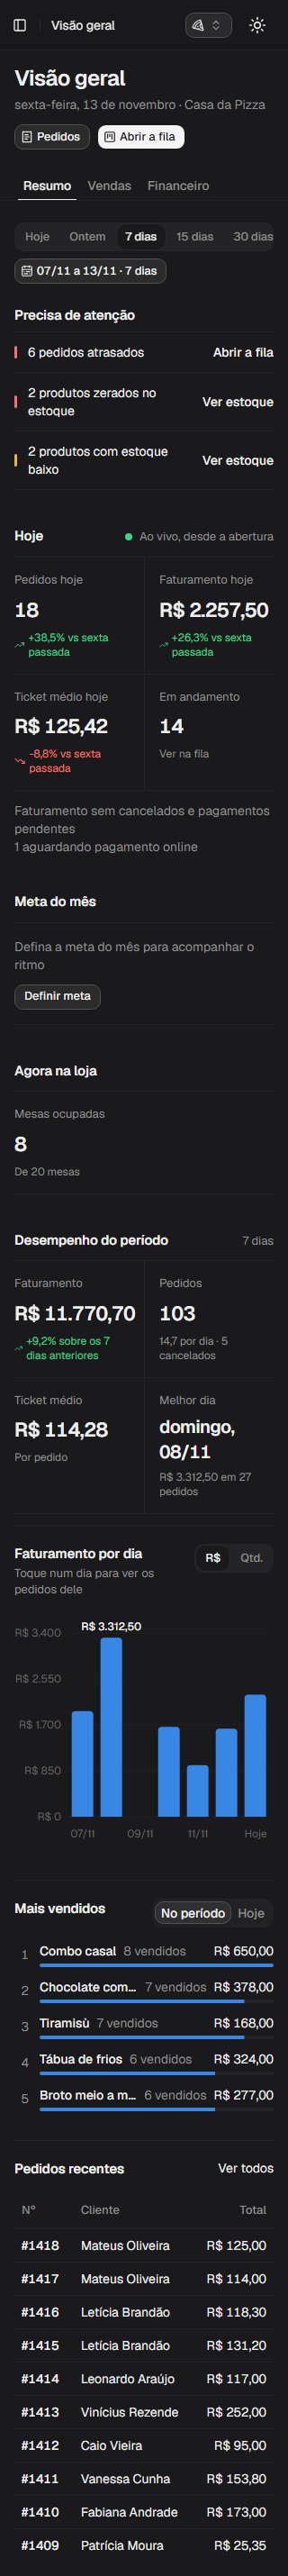 Visão geral
Visão geral
sexta-feira, 13 de novembro · Casa da Pizza
Pedidos
Abrir a fila
Resumo
Vendas
Financeiro
Hoje
Ontem
7 dias
15 dias
30 dias
07/11 a 13/11 · 7 dias
Precisa de atenção
6 pedidos atrasados
Abrir a fila
2 produtos zerados no
estoque
Ver estoque
2 produtos com estoque
baixo
Ver estoque
Hoje
Ao vivo, desde a abertura
Pedidos hoje
18
+38,5% vs sexta
passada
Faturamento hoje
R$ 2.257,50
+26,3% vs sexta
passada
Ticket médio hoje
R$ 125,42
-8,8% vs sexta
passada
Em andamento
14
Ver na fila
Faturamento sem cancelados e pagamentos
pendentes
1 aguardando pagamento online
Meta do mês
Defina a meta do mês para acompanhar o
ritmo
Definir meta
Agora na loja
Mesas ocupadas
8
De 20 mesas
Desempenho do período
7 dias
Faturamento
R$ 11.770,70
+9,2% sobre os 7
dias anteriores
Pedidos
103
14,7 por dia · 5
cancelados
Ticket médio
R$ 114,28
Por pedido
Melhor dia
domingo,
08/11
R$ 3.312,50 em 27
pedidos
Faturamento por dia
Toque num dia para ver os
pedidos dele
R$
Qtd.
R$ 3.312,50
R$ 3.400
R$ 2.550
R$ 1.700
R$ 850
R$ 0
07/11
09/11
11/11
Hoje
Mais vendidos
No período
Hoje
1 Combo casal 8 vendidos R$ 650,00
2 Chocolate com... 7 vendidos R$ 378,00
3 Tiramisù 7 vendidos R$ 168,00
4 Tábua de frios 6 vendidos R$ 324,00
5 Broto meio a m... 6 vendidos R$ 277,00
Pedidos recentes
Ver todos
Nº Cliente Total
#1418 Mateus Oliveira R$ 125,00
#1417 Mateus Oliveira R$ 114,00
#1416 Letícia Brandão R$ 118,30
#1415 Letícia Brandão R$ 131,20
#1414 Leonardo Araújo R$ 117,00
#1413 Vinícius Rezende R$ 252,00
#1412 Caio Vieira R$ 95,00
#1411 Vanessa Cunha R$ 153,80
#1410 Fabiana Andrade R$ 173,00
#1409 Patrícia Moura R$ 25,35